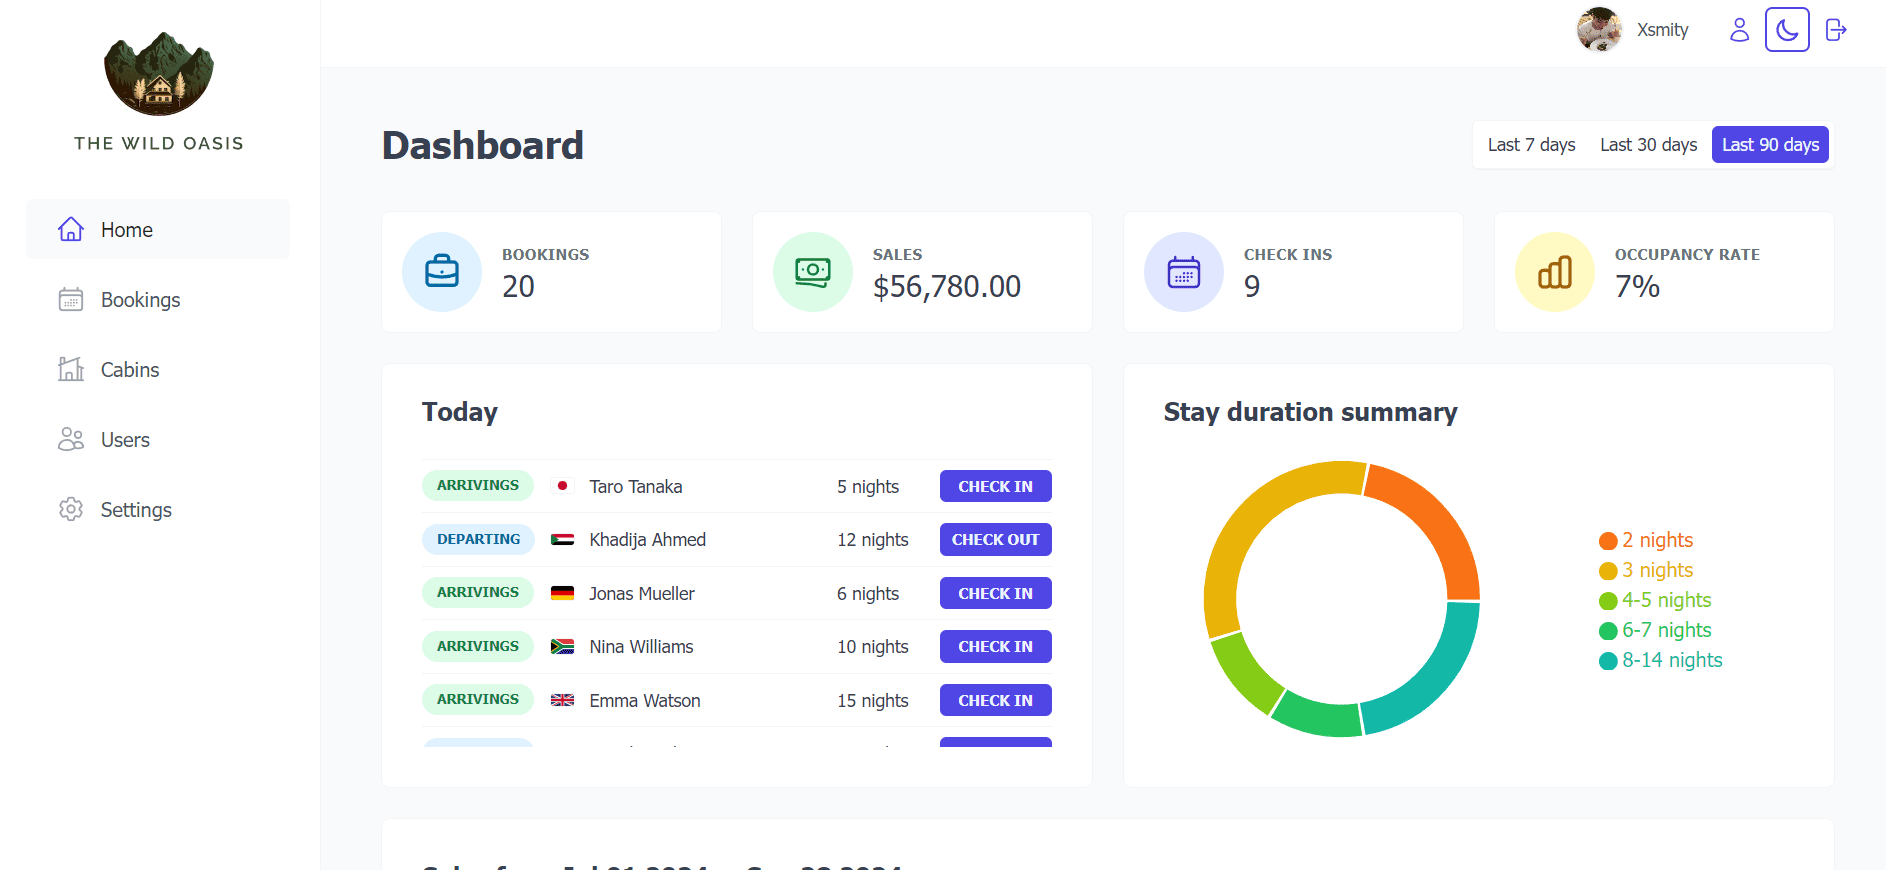 Xsmity
THE WILD OASIS
Home
Bookings
Cabins
Users
Settings
Dashboard
Last 7 days Last 30 days Last 90 days
BOOKINGS
20
SALES
$56,780.00
CHECK INS
9
OCCUPANCY RATE
7%
Today
ARRIVINGS Taro Tanaka 5 nights CHECK IN
DEPARTING Khadija Ahmed 12 nights CHECK OUT
ARRIVINGS Jonas Mueller 6 nights CHECK IN
ARRIVINGS Nina Williams 10 nights CHECK IN
ARRIVINGS Emma Watson 15 nights CHECK IN
Stay duration summary
2 nights
3 nights
4-5 nights
6-7 nights
8-14 nights